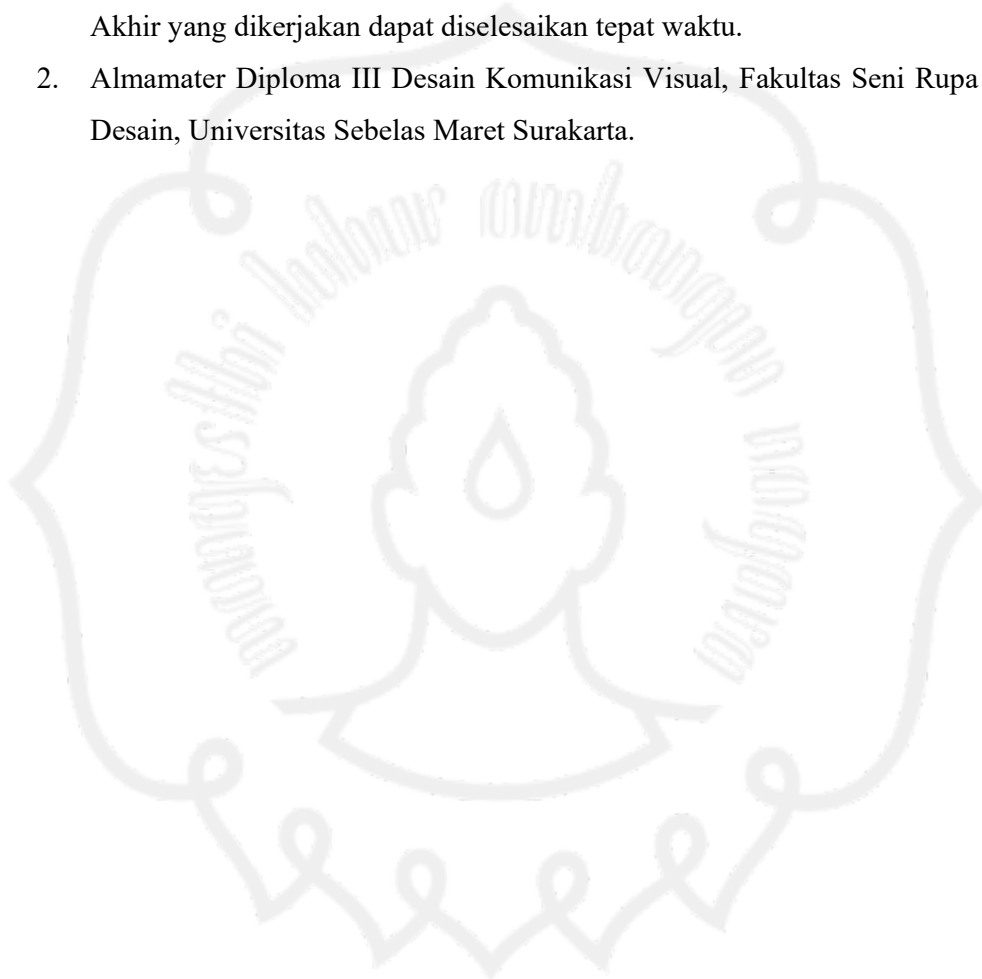 Akhir yang dikerjakan dapat diselesaikan tepat waktu.
2. Almamater Diploma III Desain Komunikasi Visual, Fakultas Seni Rupa
Desain, Universitas Sebelas Maret Surakarta.